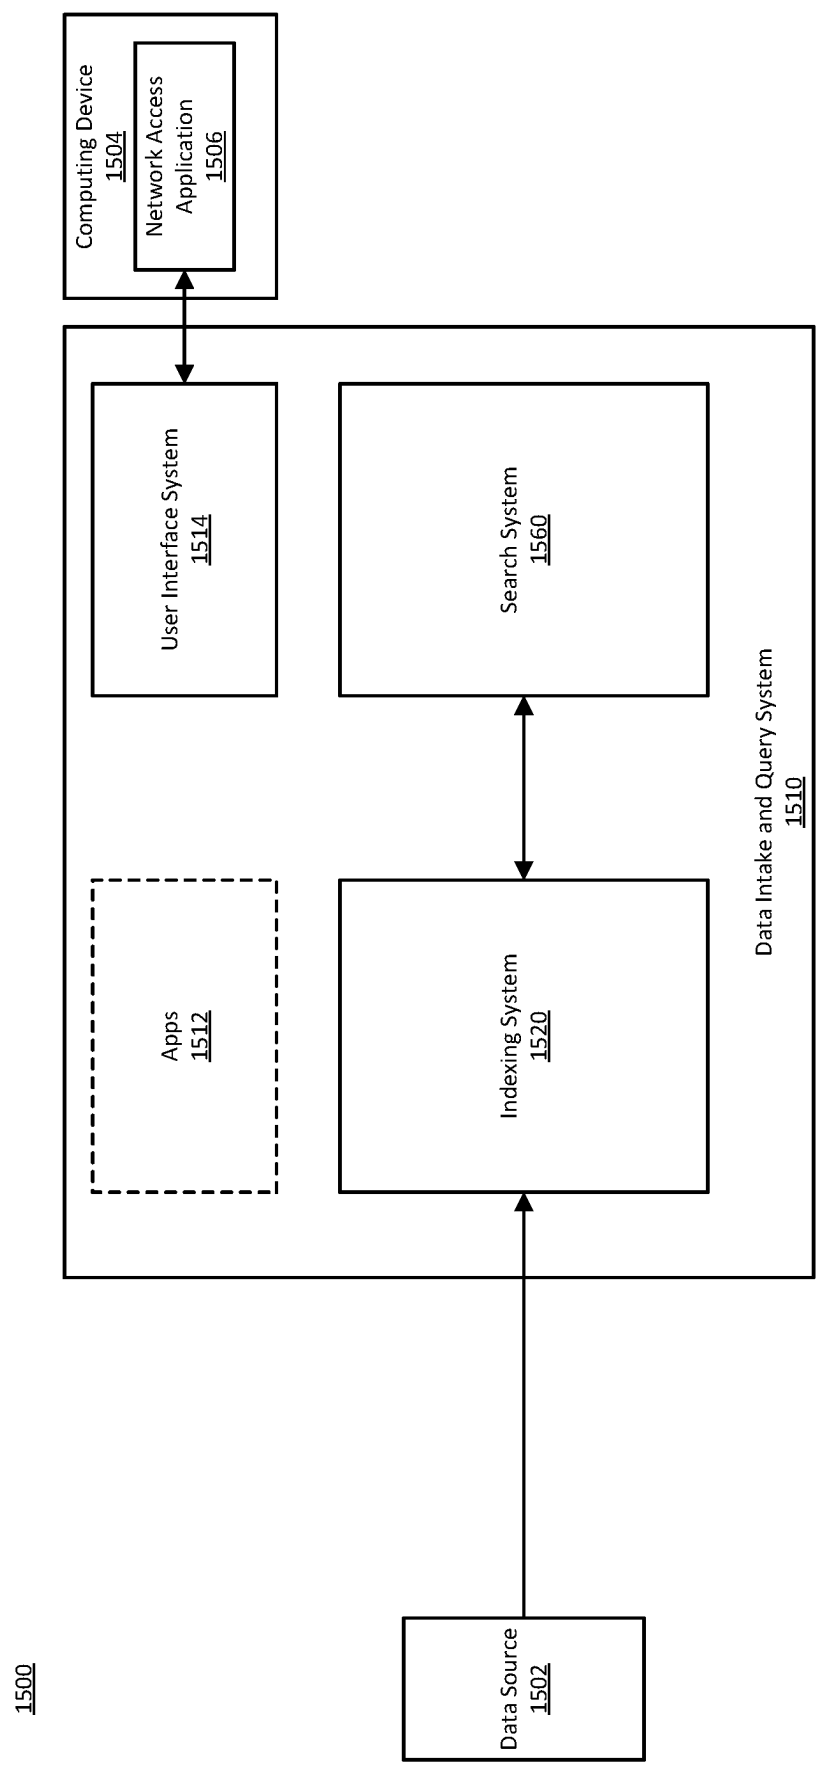 1500
Data Source
1502
Apps
1512
User Interface System
1514
Computing Device
1504
Network Access
Application
1506
Indexing System
1520
Search System
1560
Data Intake and Query System
1510